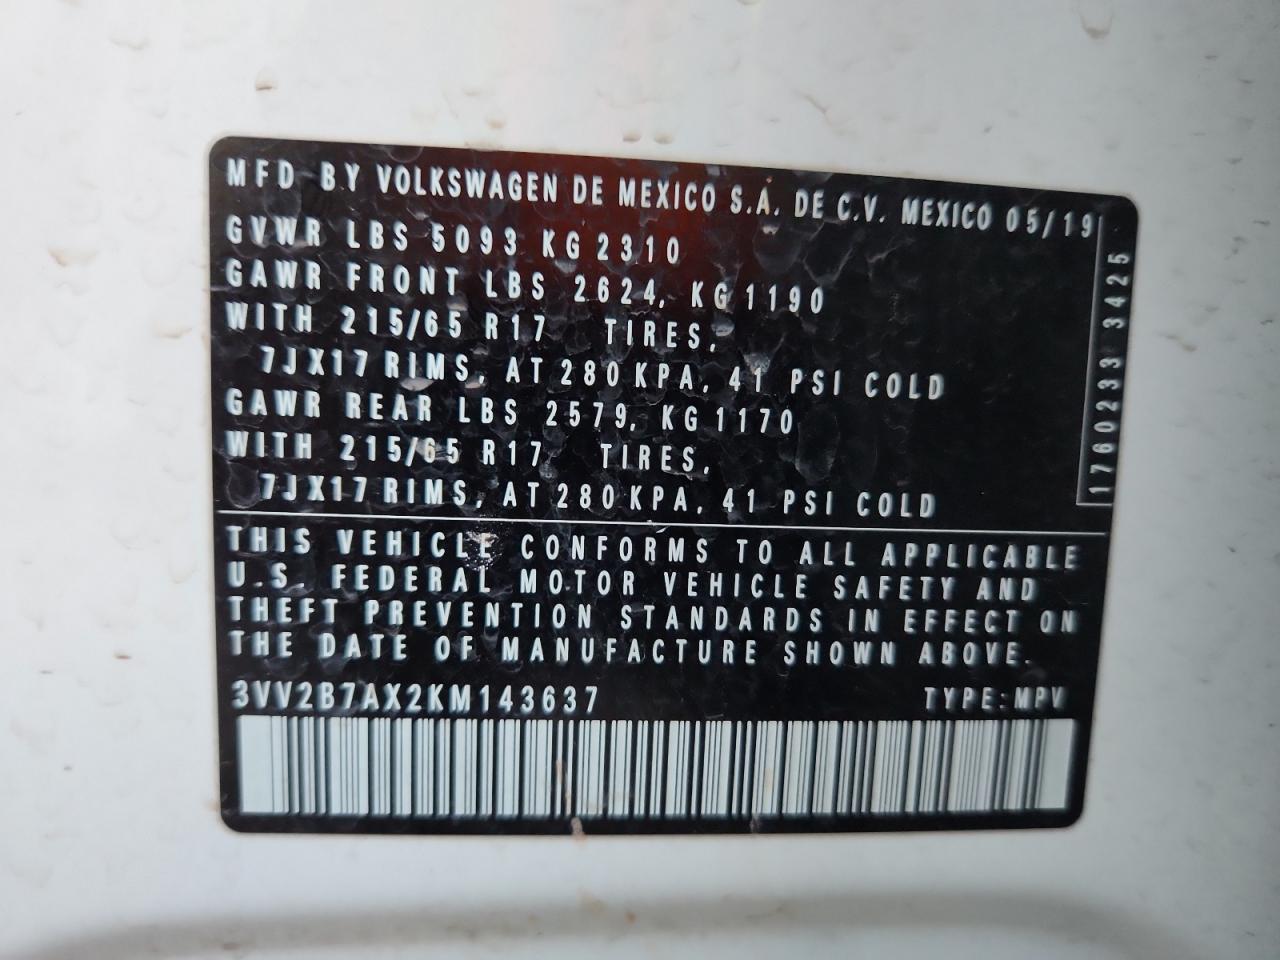 MFD BY VOLKSWAGEN DE MEXICO S.A. DE C.V. MEXICO 05/19
GVWR LBS 5093 KG 2310
GAWR FRONT LBS 2624, KG 1190
WITH 215/65 R17 TIRES,
7JX17 RIMS, AT 280 KPA, 41 PSI COLD
GAWR REAR LBS 2579, KG 1170
WITH 215/65 R17 TIRES,
7JX17 RIMS, AT 280 KPA, 41 PSI COLD
1760233 3425
THIS VEHICLE CONFORMS TO ALL APPLICABLE
U.S. FEDERAL MOTOR VEHICLE SAFETY AND
THEFT PREVENTION STANDARDS IN EFFECT ON
THE DATE OF MANUFACTURE SHOWN ABOVE.
3VV2B7AX2KM143637 TYPE: MPV